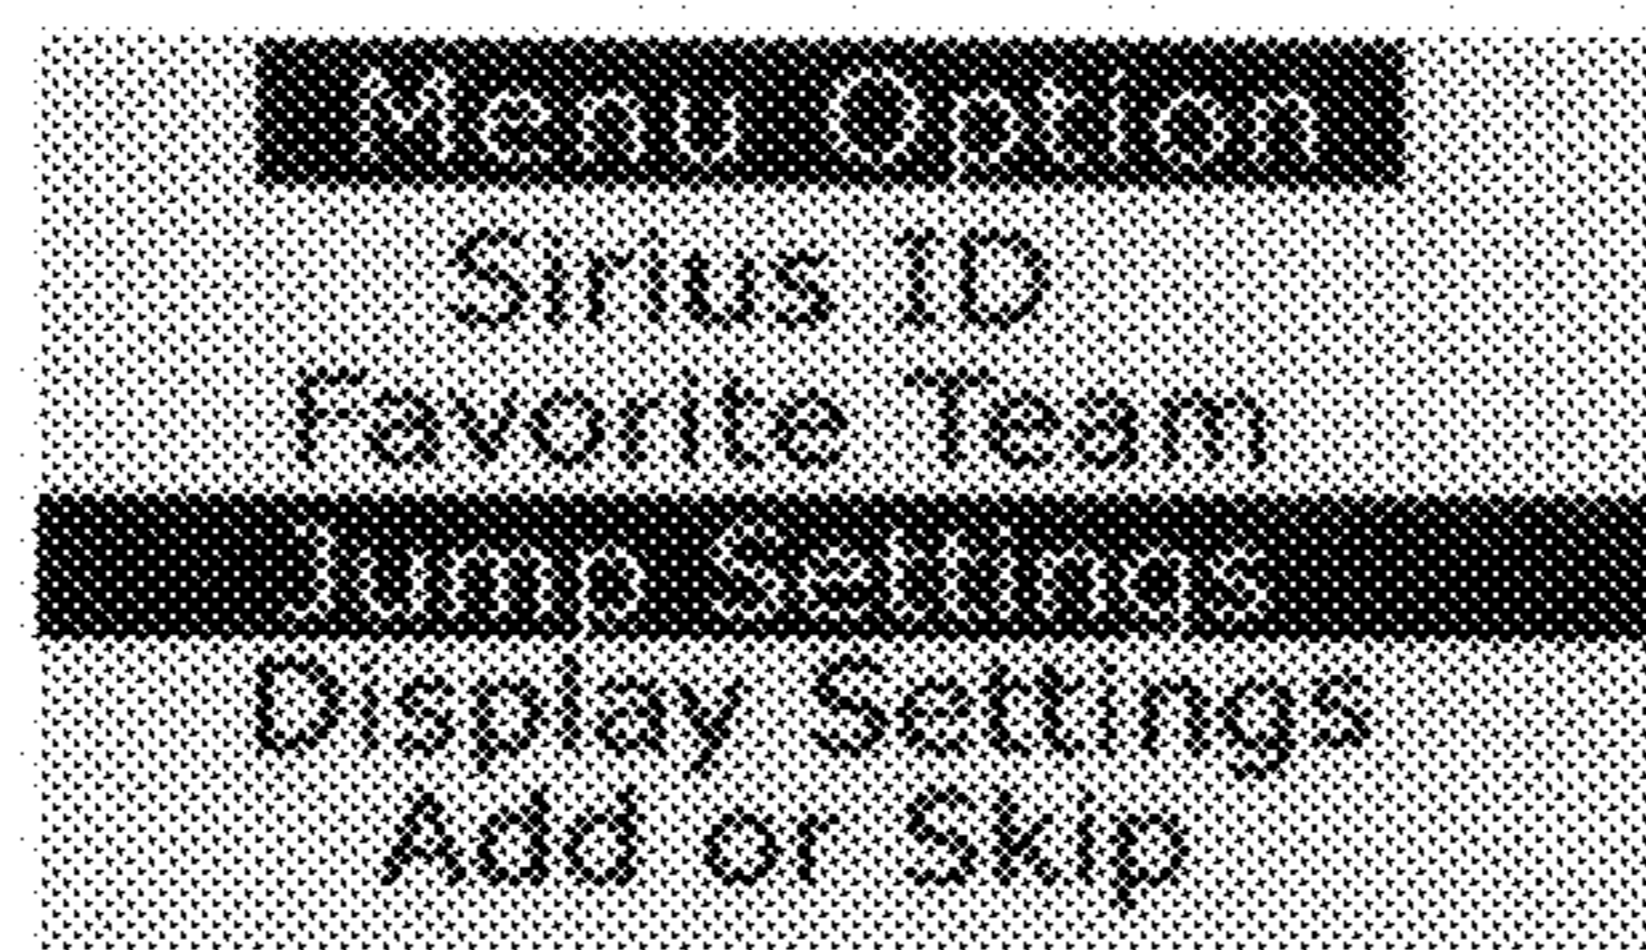 Menu Option
Sirius ID
Favorite Team
Jump Settings
Display Settings
Add or Skip